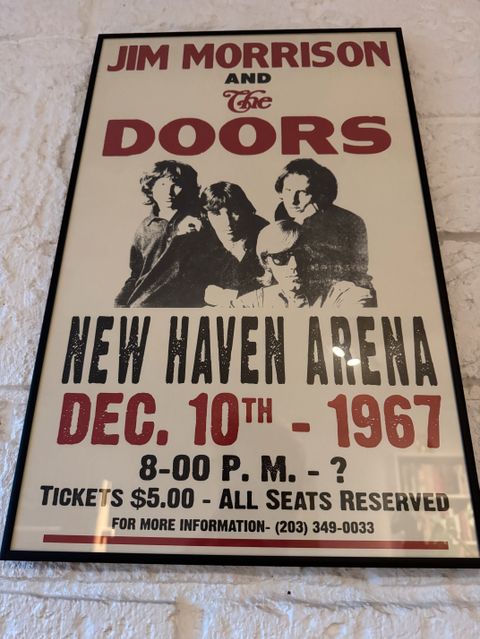 JIM MORRISON
AND
The
DOORS
NEW HAVEN ARENA
DEC. 10TH - 1967
8-00 P. M. - ?
TICKETS $5.00 - ALL SEATS RESERVED
FOR MORE INFORMATION- (203) 349-0033